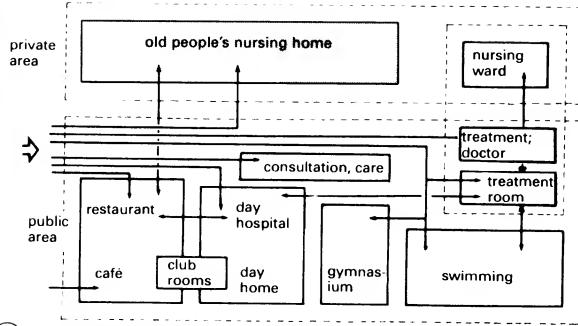 private
area
old people's nursing home
nursing
ward
treatment;
doctor
consultation, care
treatment
room
restaurant
day
hospital
public
area
café
club
rooms
day
home
gymnas-
ium
swimming